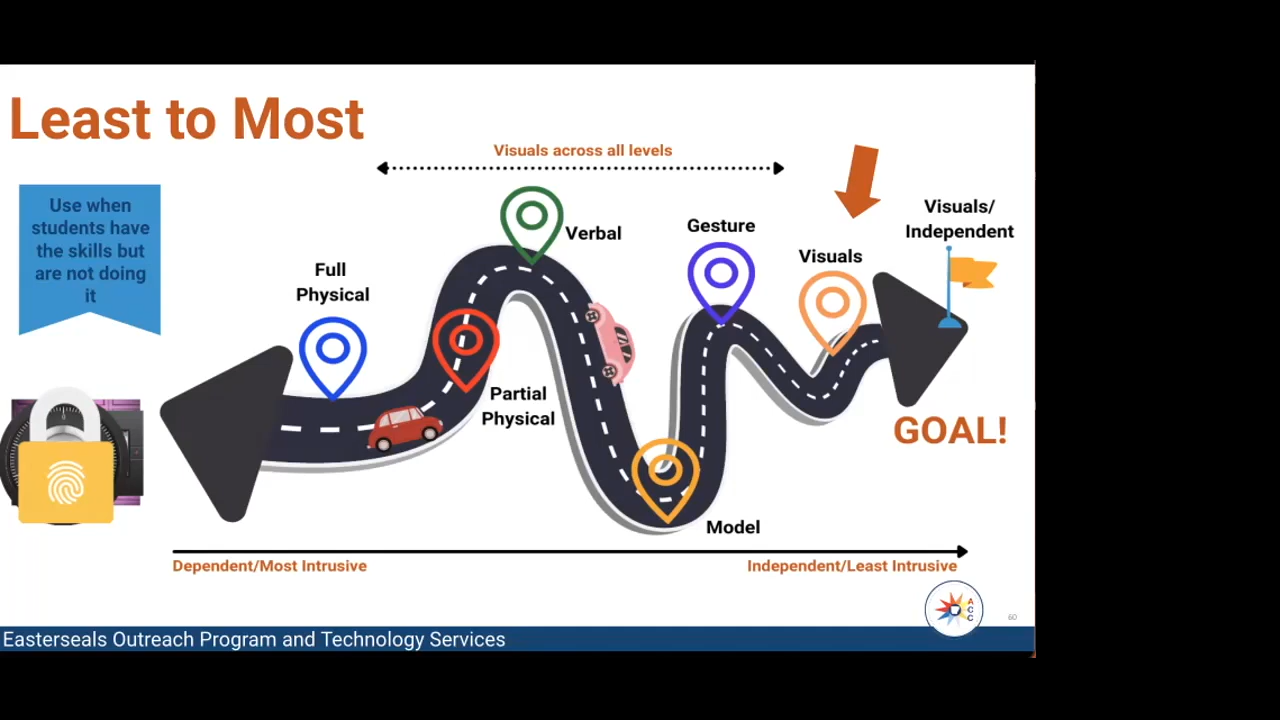 Least to Most
Visuals across all levels
Use when
students have
the skills but
are not doing
it
Full
Physical
Verbal
Gesture
Visuals
Visuals/
Independent
Partial
Physical
GOAL!
Model
Dependent/Most Intrusive
Independent/Least Intrusive
A
C
C
60
Easterseals Outreach Program and Technology Services